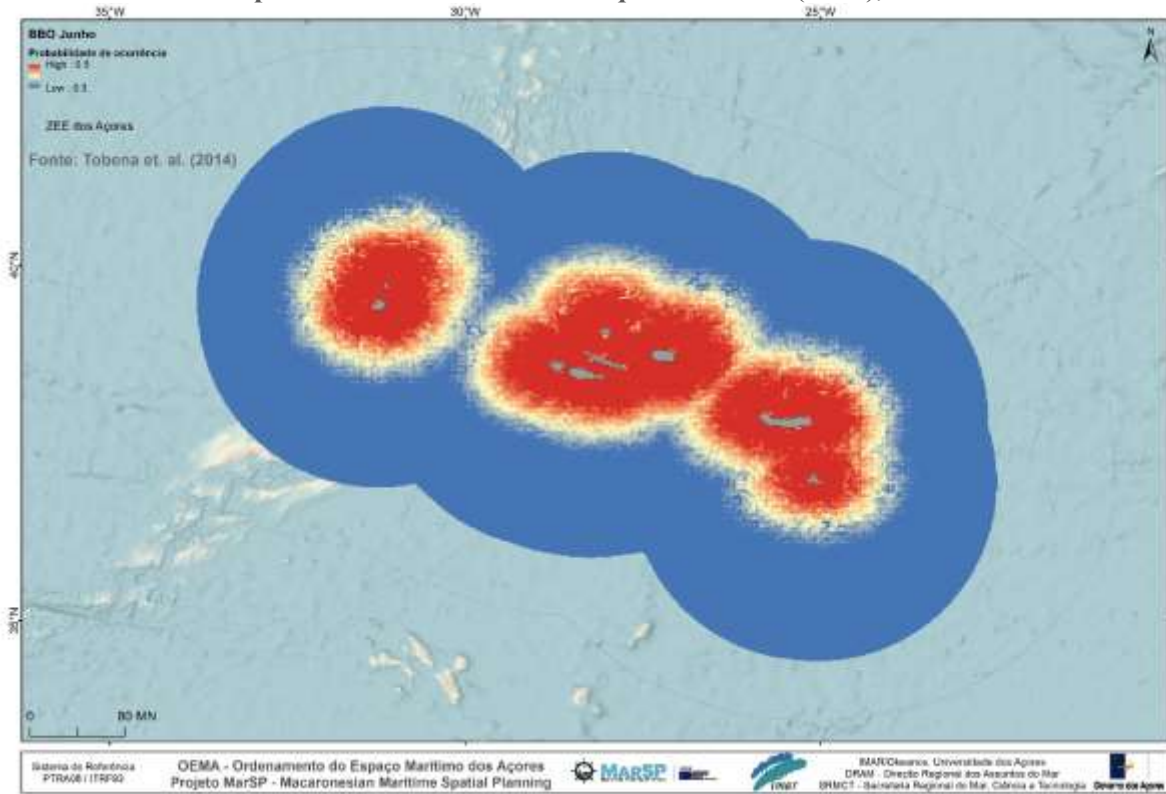 35°W 30°W 25°W
BBO Junho
Probabilidade de ocorrência
High : 0.5
Low : 0.3
ZEE dos Açores
Fonte: Tobena et. al. (2014)
N
40°N
35°N
0 80 MN
Sistema de Referência
PTRA08 / ITRF93
OEMA - Ordenamento do Espaço Marítimo dos Açores
Projeto MarSP - Macaronesian Maritime Spatial Planning
MARSP
IMAR/Okeanos, Universidade dos Açores
DRAM - Direção Regional dos Assuntos do Mar
SRMCT - Secretaria Regional do Mar, Ciência e Tecnologia
Governo dos Açores